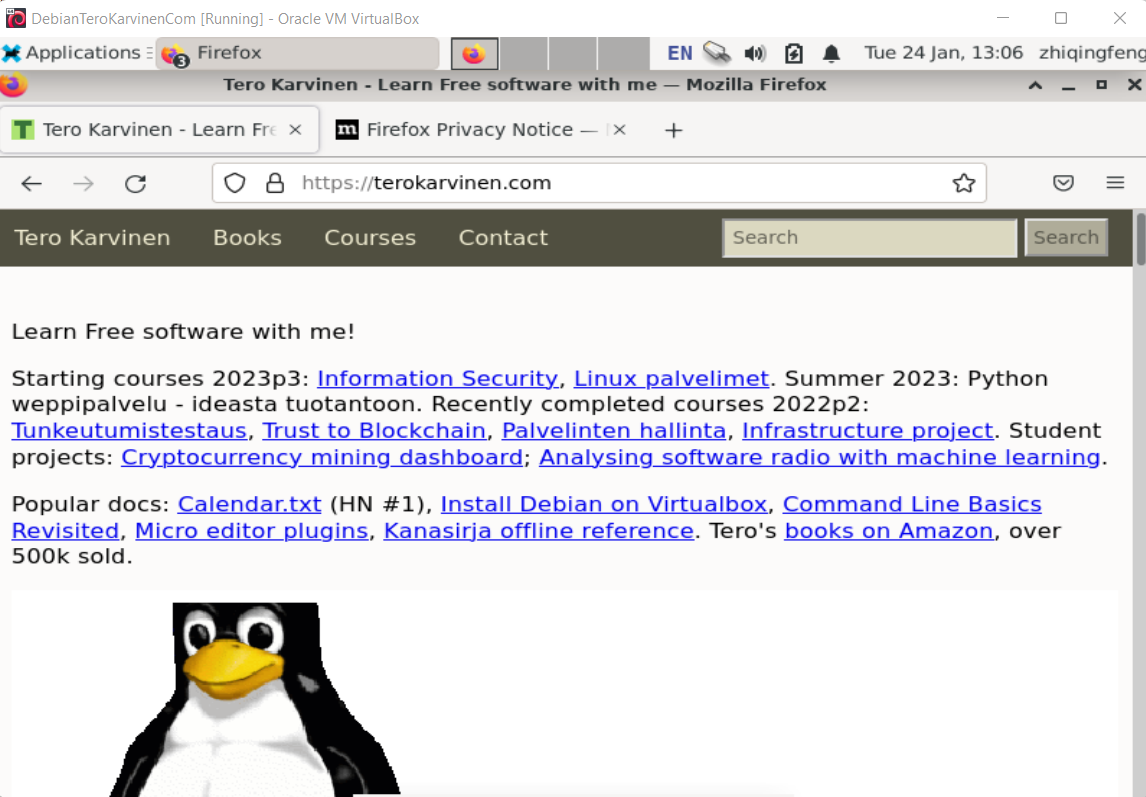 DebianTeroKarvinenCom [Running] - Oracle VM VirtualBox
Applications 3 Firefox EN Tue 24 Jan, 13:06 zhiqingfeng
Tero Karvinen - Learn Free software with me — Mozilla Firefox
Tero Karvinen - Learn Fre Firefox Privacy Notice —
https://terokarvinen.com
Tero Karvinen Books Courses Contact Search Search
Learn Free software with me!
Starting courses 2023p3: Information Security, Linux palvelimet. Summer 2023: Python
weppipalvelu - ideasta tuotantoon. Recently completed courses 2022p2:
Tunkeutumistestaus, Trust to Blockchain, Palvelinten hallinta, Infrastructure project. Student
projects: Cryptocurrency mining dashboard; Analysing software radio with machine learning.
Popular docs: Calendar.txt (HN #1), Install Debian on Virtualbox, Command Line Basics
Revisited, Micro editor plugins, Kanasirja offline reference. Tero's books on Amazon, over
500k sold.